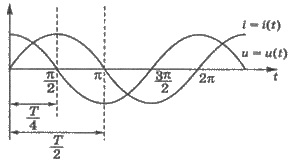 i = i(t)
u = u(t)
π/2 π 3π/2 2π t
T/4
T/2